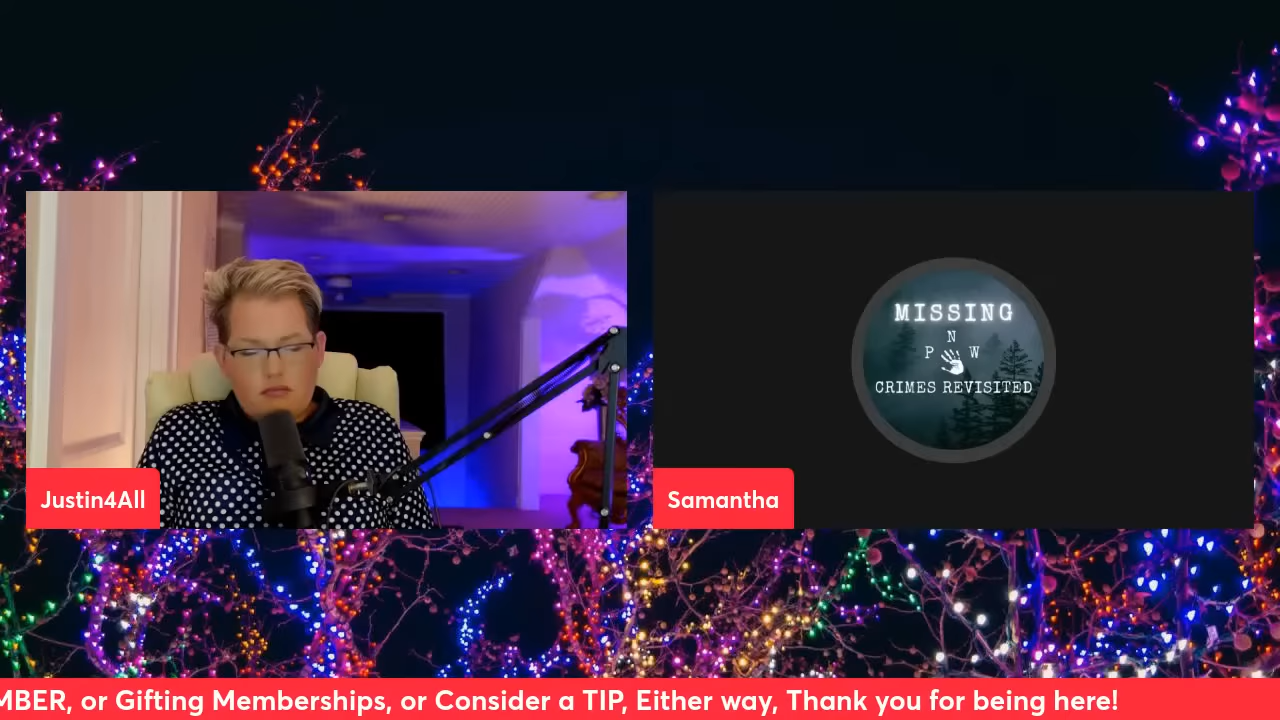 MISSING
N
P W
CRIMES REVISITED
Justin4All
Samantha
MBER, or Gifting Memberships, or Consider a TIP, Either way, Thank you for being here!